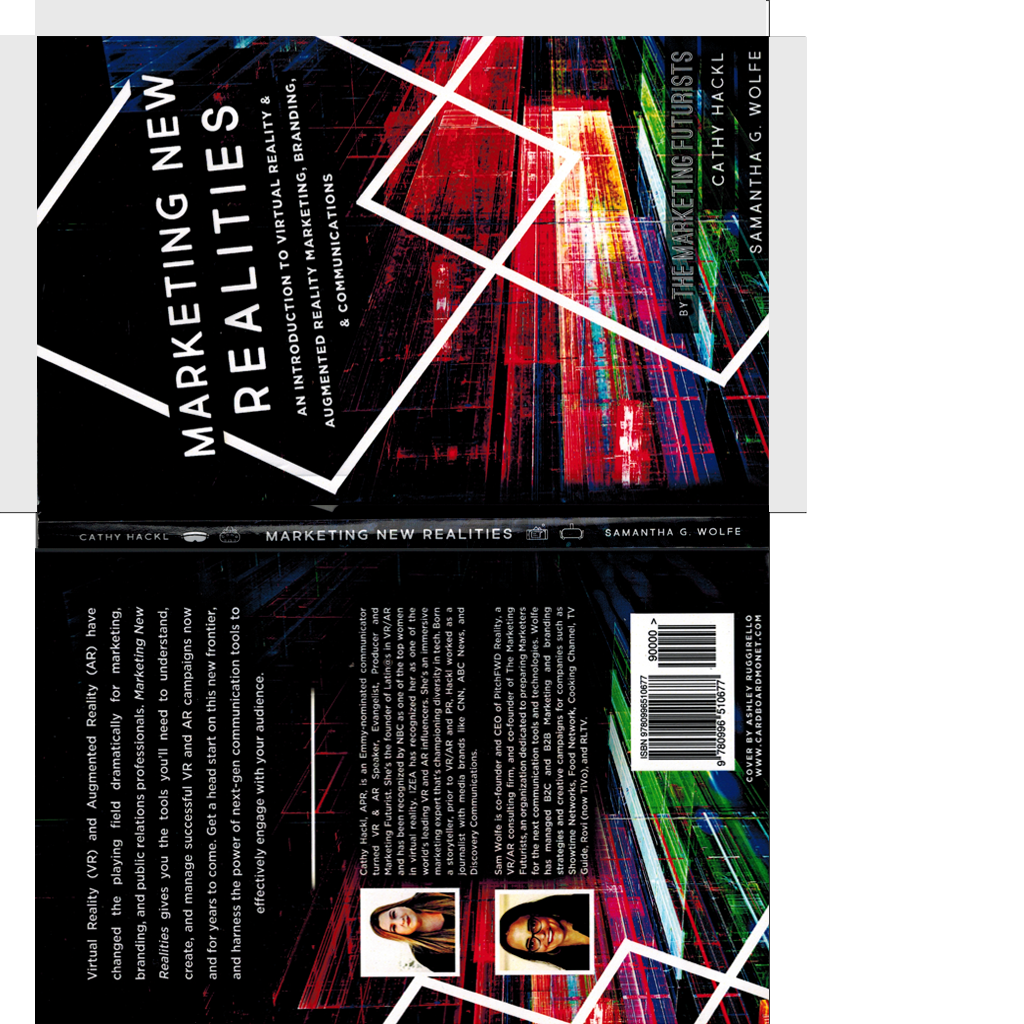 MARKETING NEW
REALITIES
AN INTRODUCTION TO VIRTUAL REALITY &
AUGMENTED REALITY MARKETING, BRANDING,
& COMMUNICATIONS
BY THE MARKETING FUTURISTS
CATHY HACKL
SAMANTHA G. WOLFE
CATHY HACKL MARKETING NEW REALITIES SAMANTHA G. WOLFE
Virtual Reality (VR) and Augmented Reality (AR) have
changed the playing field dramatically for marketing,
branding, and public relations professionals. Marketing New
Realities gives you the tools you'll need to understand,
create, and manage successful VR and AR campaigns now
and for years to come. Get a head start on this new frontier,
and harness the power of next-gen communication tools to
effectively engage with your audience.
Cathy Hackl, APR, is an Emmy-nominated communicator
turned VR & AR Speaker, Evangelist, Producer and
Marketing Futurist. She's the founder of Latin@s in VR/AR
and has been recognized by NBC as one of the top women
in virtual reality. IZEA has recognized her as one of the
world's leading VR and AR influencers. She's an immersive
marketing expert that's championing diversity in tech. Born
a storyteller, prior to VR/AR and PR, Hackl worked as a
journalist with media brands like CNN, ABC News, and
Discovery Communications.
Sam Wolfe is co-founder and CEO of PitchFWD Reality, a
VR/AR consulting firm, and co-founder of The Marketing
Futurists, an organization dedicated to preparing Marketers
for the next communication tools and technologies. Wolfe
has managed B2C and B2B Marketing and branding
strategies and creative campaigns for companies such as
Showtime Networks, Food Network, Cooking Channel, TV
Guide, Rovi (now TiVo), and RLTV.
ISBN 9780996510677
90000 >
9 780996 510677
COVER BY ASHLEY RUGGIRELLO
WWW.CARDBOARDMONET.COM